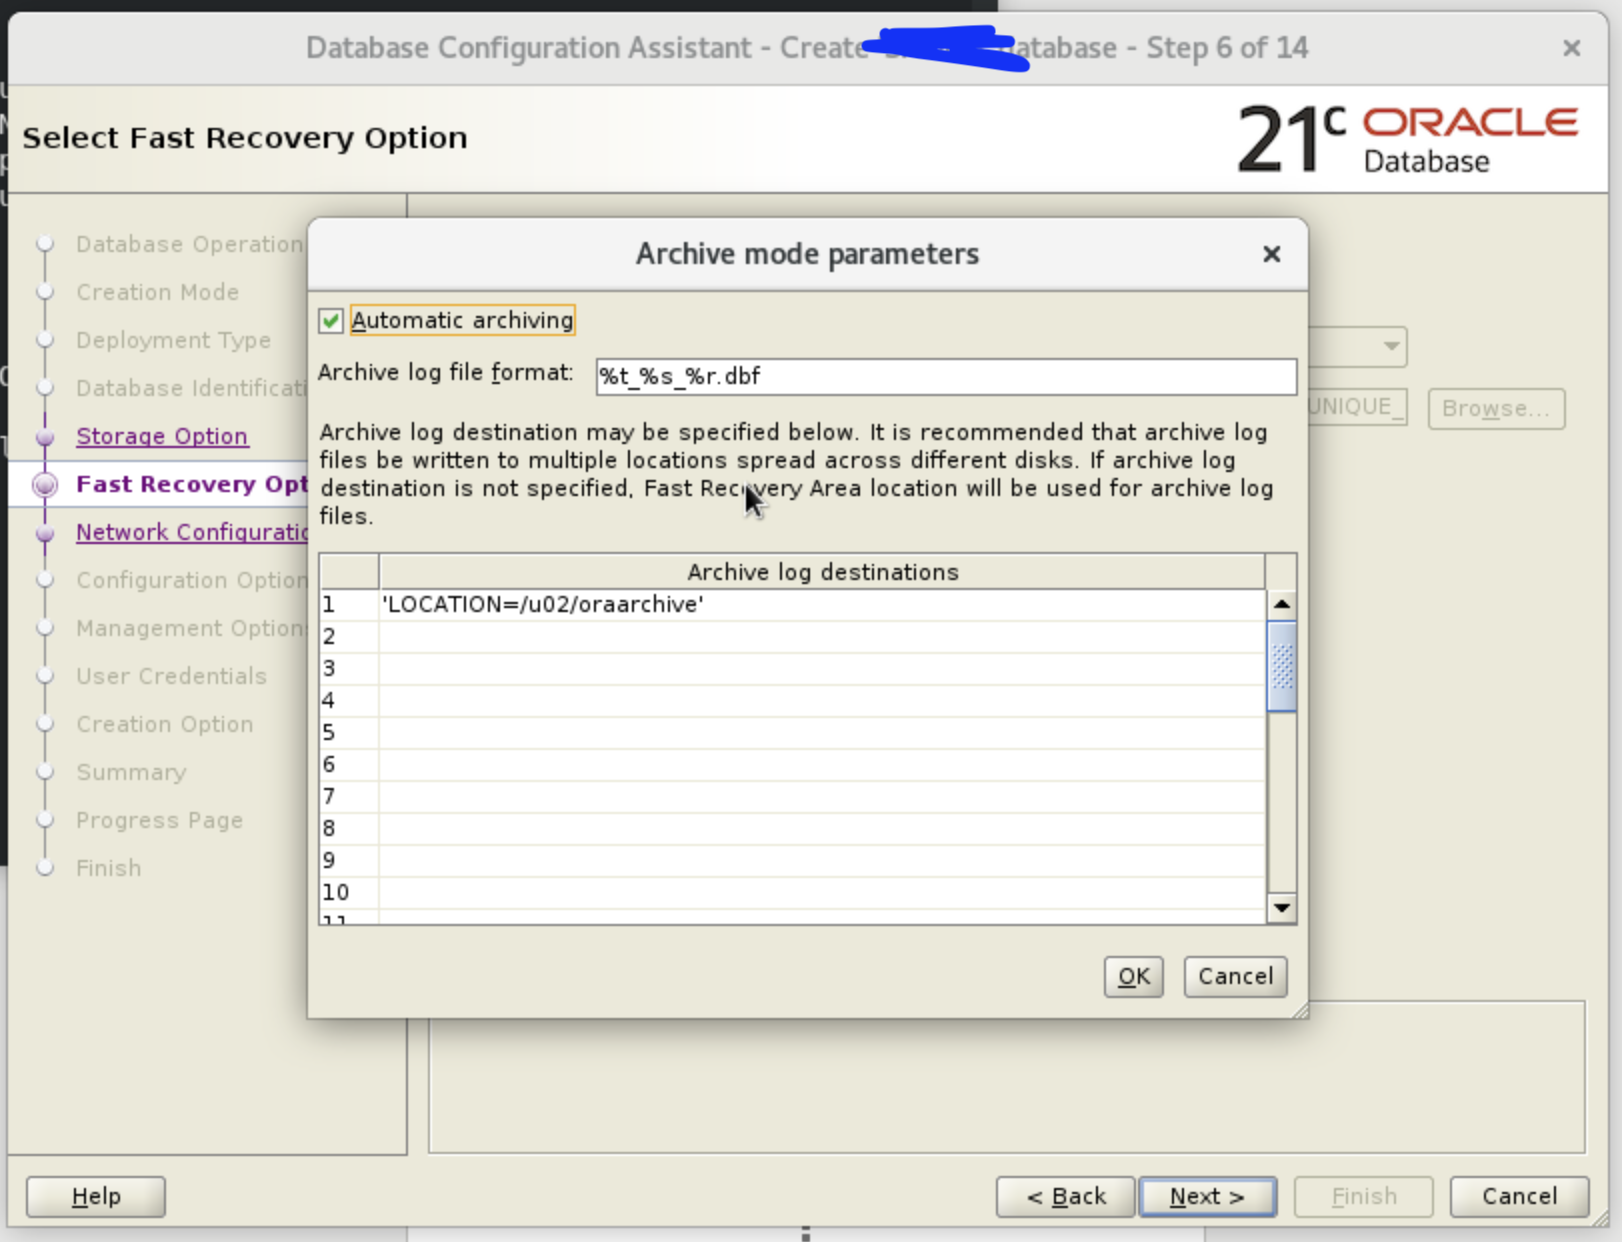 Database Configuration Assistant - Create atabase - Step 6 of 14
Select Fast Recovery Option
21c ORACLE
Database
Database Operation
Creation Mode
Deployment Type
Database Identificati
Storage Option
Fast Recovery Opt
Network Configuratio
Configuration Option
Management Options
User Credentials
Creation Option
Summary
Progress Page
Finish
Archive mode parameters
Automatic archiving
Archive log file format: %t_%s_%r.dbf
Archive log destination may be specified below. It is recommended that archive log
files be written to multiple locations spread across different disks. If archive log
destination is not specified, Fast Recovery Area location will be used for archive log
files.
Archive log destinations
1 'LOCATION=/u02/oraarchive'
2
3
4
5
6
7
8
9
10
11
OK Cancel
UNIQUE_ Browse...
Help < Back Next > Finish Cancel